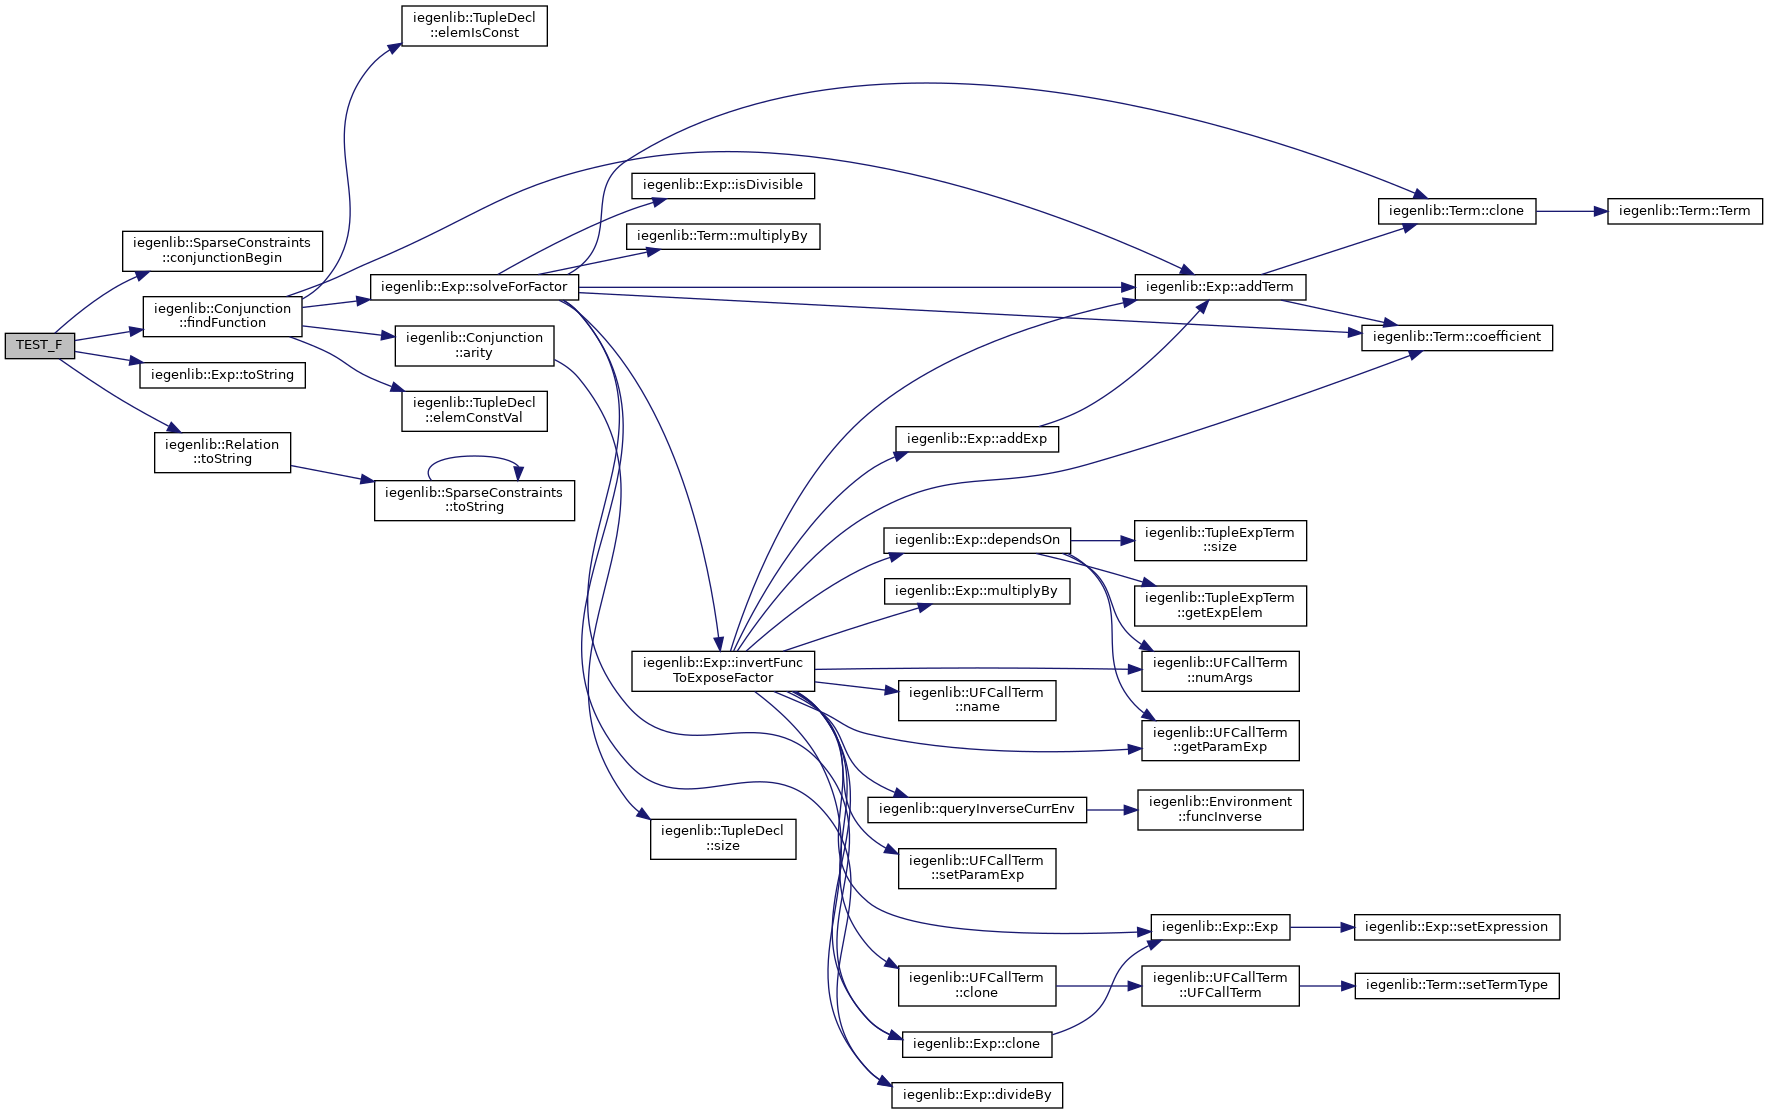 TEST_F
iegenlib::SparseConstraints
::conjunctionBegin
iegenlib::Conjunction
::findFunction
iegenlib::Exp::toString
iegenlib::Relation
::toString
iegenlib::TupleDecl
::elemIsConst
iegenlib::Exp::solveForFactor
iegenlib::Conjunction
::arity
iegenlib::TupleDecl
::elemConstVal
iegenlib::SparseConstraints
::toString
iegenlib::Exp::isDivisible
iegenlib::Term::multiplyBy
iegenlib::Exp::invertFunc
ToExposeFactor
iegenlib::TupleDecl
::size
iegenlib::Exp::addExp
iegenlib::Exp::dependsOn
iegenlib::Exp::multiplyBy
iegenlib::UFCallTerm
::name
iegenlib::queryInverseCurrEnv
iegenlib::UFCallTerm
::setParamExp
iegenlib::UFCallTerm
::clone
iegenlib::Exp::clone
iegenlib::Exp::divideBy
iegenlib::Exp::addTerm
iegenlib::TupleExpTerm
::size
iegenlib::TupleExpTerm
::getExpElem
iegenlib::UFCallTerm
::numArgs
iegenlib::UFCallTerm
::getParamExp
iegenlib::Environment
::funcInverse
iegenlib::Exp::Exp
iegenlib::UFCallTerm
::UFCallTerm
iegenlib::Term::clone
iegenlib::Term::coefficient
iegenlib::Exp::setExpression
iegenlib::Term::setTermType
iegenlib::Term::Term